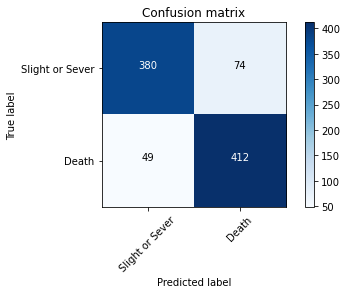 Confusion matrix
True label
Slight or Sever
380
74
Death
49
412
Slight or Sever
Death
Predicted label
400
350
300
250
200
150
100
50